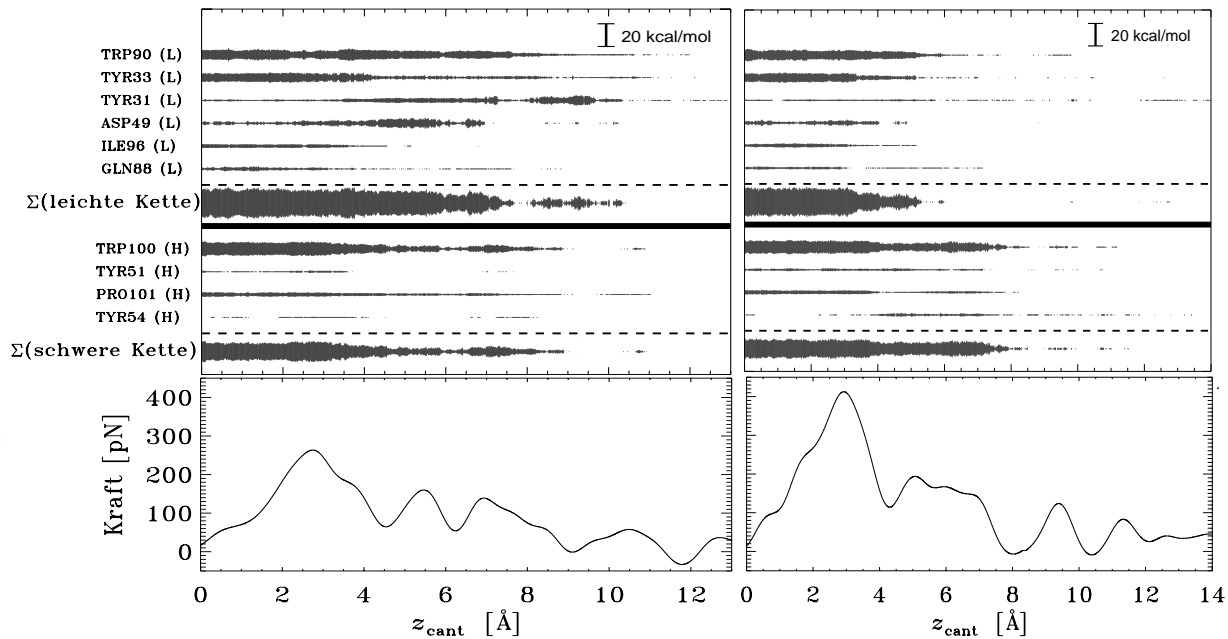 20 kcal/mol
20 kcal/mol
TRP90 (L)
TYR33 (L)
TYR31 (L)
ASP49 (L)
ILE96 (L)
GLN88 (L)
Σ(leichte Kette)
TRP100 (H)
TYR51 (H)
PRO101 (H)
TYR54 (H)
Σ(schwere Kette)
400
300
200
100
0
Kraft [pN]
0 2 4 6 8 10 12
0 2 4 6 8 10 12 14
z_cant [Å]
z_cant [Å]